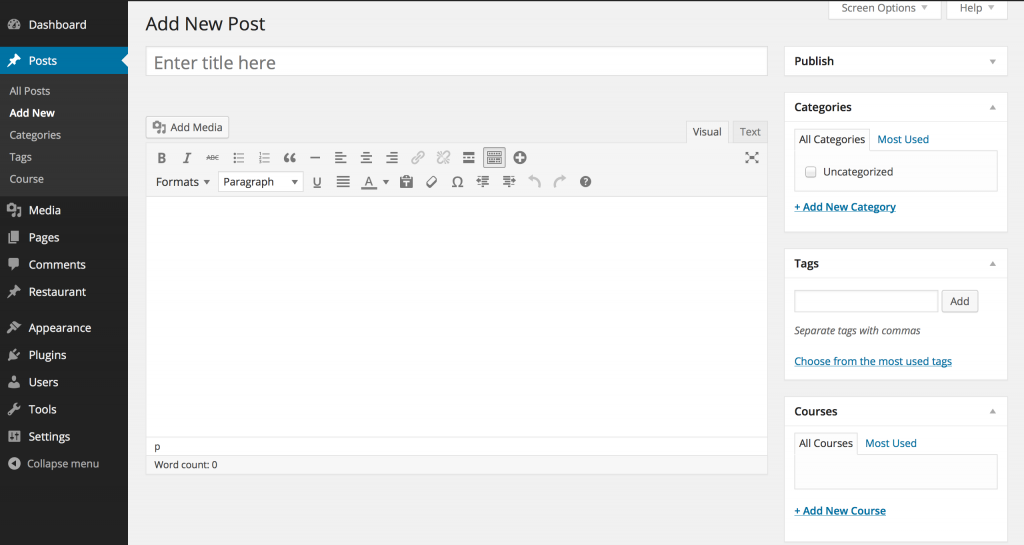 Dashboard
Posts
All Posts
Add New
Categories
Tags
Course
Media
Pages
Comments
Restaurant
Appearance
Plugins
Users
Tools
Settings
Collapse menu
Screen Options
Help
Add New Post
Enter title here
Add Media
Visual
Text
B I ABC
Formats
Paragraph
U A
p
Word count: 0
Publish
Categories
All Categories
Most Used
Uncategorized
+ Add New Category
Tags
Add
Separate tags with commas
Choose from the most used tags
Courses
All Courses
Most Used
+ Add New Course